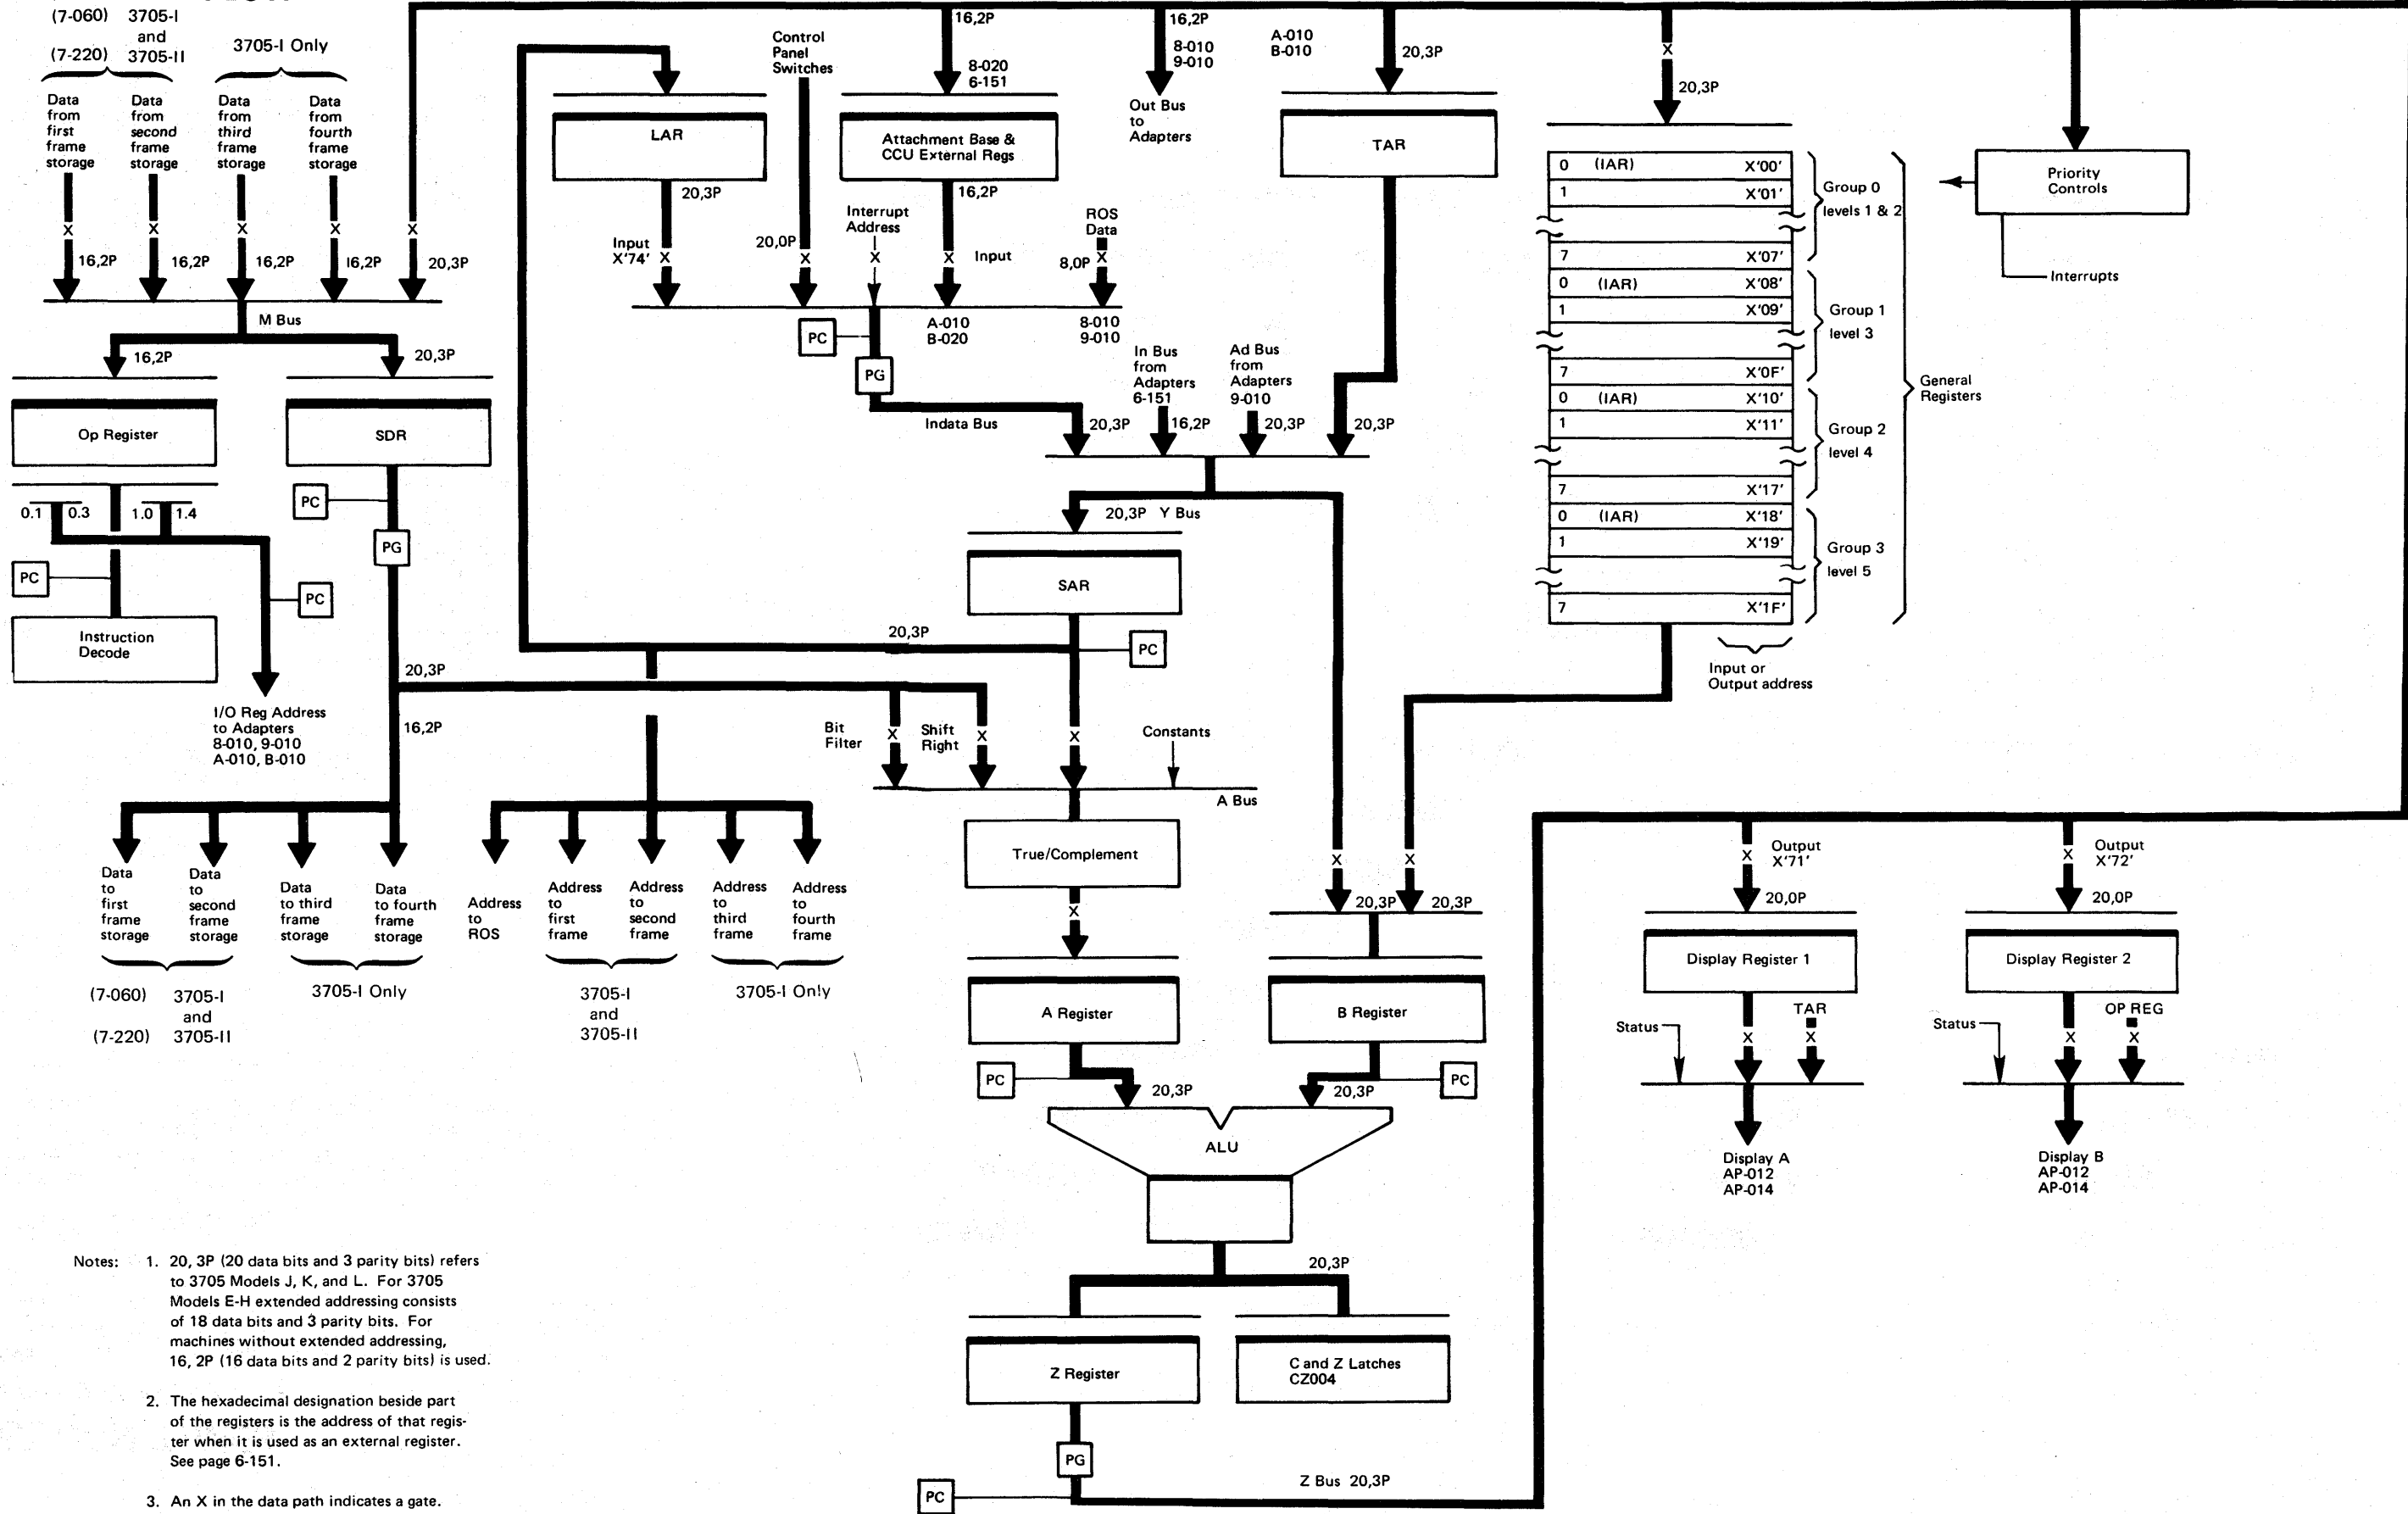 (7-060) 3705-I
and
(7-220) 3705-II
3705-I Only
Data
from
first
frame
storage
Data
from
second
frame
storage
Data
from
third
frame
storage
Data
from
fourth
frame
storage
X
X
X
X
X
16,2P
16,2P
16,2P
16,2P
20,3P
M Bus
16,2P
20,3P
Op Register
SDR
0.1
0.3
1.0
1.4
PC
PG
PC
PC
Instruction
Decode
I/O Reg Address
to Adapters
8-010, 9-010
A-010, B-010
20,3P
16,2P
Data
to
first
frame
storage
Data
to
second
frame
storage
Data
to third
frame
storage
Data
to fourth
frame
storage
(7-060) 3705-I
and
(7-220) 3705-II
3705-I Only
Address
to
ROS
Address
to
first
frame
Address
to
second
frame
Address
to
third
frame
Address
to
fourth
frame
3705-I
and
3705-II
3705-I Only
Control
Panel
Switches
16,2P
8-020
6-151
16,2P
8-010
9-010
Out Bus
to
Adapters
A-010
B-010
20,3P
LAR
Attachment Base &
CCU External Regs
TAR
20,3P
16,2P
Interrupt
Address
ROS
Data
Input
X'74'
X
20,0P
X
X
X
Input
8,0P
X
PC
PG
A-010
B-020
8-010
9-010
Indata Bus
In Bus
from
Adapters
6-151
Ad Bus
from
Adapters
9-010
20,3P
16,2P
20,3P
20,3P
20,3P
Y Bus
SAR
20,3P
PC
Bit
Filter
X
Shift
Right
X
X
Constants
A Bus
True/Complement
X
X
X
20,3P
20,3P
A Register
B Register
PC
20,3P
20,3P
PC
ALU
20,3P
Z Register
C and Z Latches
CZ004
PG
PC
Z Bus 20,3P
X
20,3P
0 (IAR) X'00'
1 X'01'
7 X'07'
0 (IAR) X'08'
1 X'09'
7 X'0F'
0 (IAR) X'10'
1 X'11'
7 X'17'
0 (IAR) X'18'
1 X'19'
7 X'1F'
Group 0
levels 1 & 2
Group 1
level 3
Group 2
level 4
Group 3
level 5
General
Registers
Input or
Output address
Priority
Controls
Interrupts
X
Output
X'71'
20,0P
Display Register 1
Status
X
TAR
X
Display A
AP-012
AP-014
X
Output
X'72'
20,0P
Display Register 2
Status
X
OP REG
X
Display B
AP-012
AP-014
Notes: 1. 20, 3P (20 data bits and 3 parity bits) refers
to 3705 Models J, K, and L. For 3705
Models E-H extended addressing consists
of 18 data bits and 3 parity bits. For
machines without extended addressing,
16, 2P (16 data bits and 2 parity bits) is used.
2. The hexadecimal designation beside part
of the registers is the address of that regis-
ter when it is used as an external register.
See page 6-151.
3. An X in the data path indicates a gate.